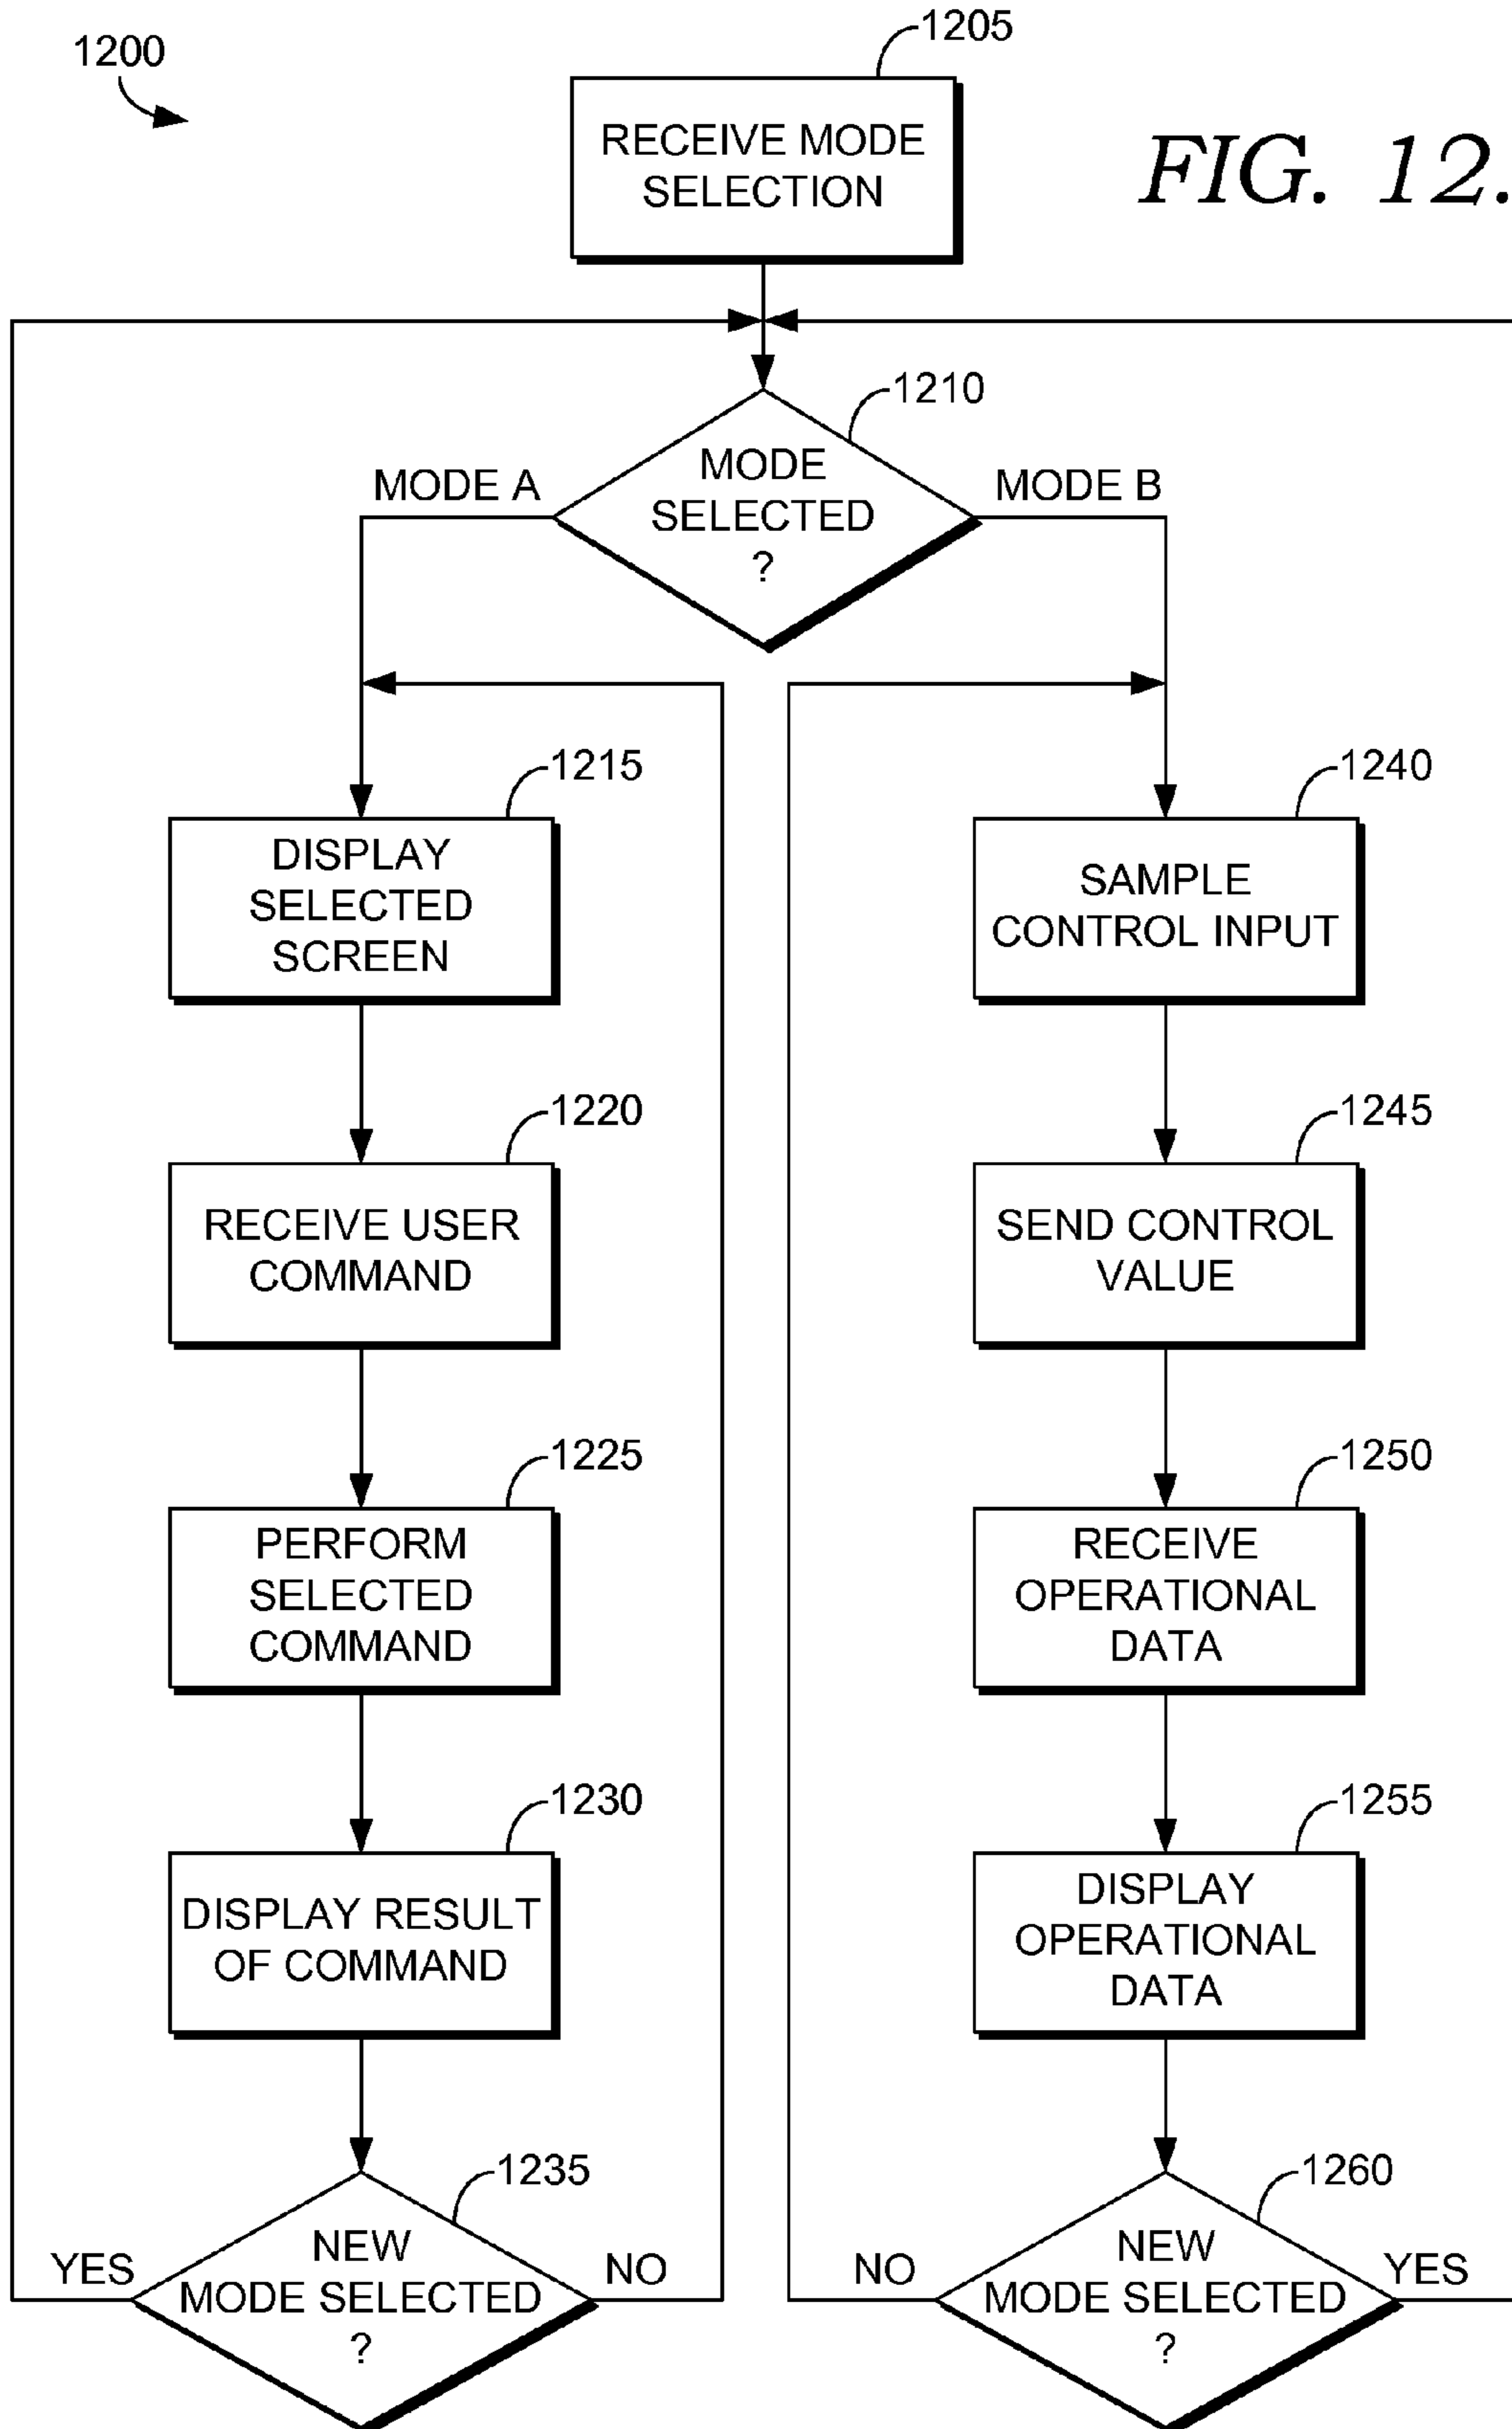 1200
1205
RECEIVE MODE
SELECTION
FIG. 12.
1210
MODE
SELECTED
?
MODE A
MODE B
1215
DISPLAY
SELECTED
SCREEN
1220
RECEIVE USER
COMMAND
1225
PERFORM
SELECTED
COMMAND
1230
DISPLAY RESULT
OF COMMAND
1235
NEW
MODE SELECTED
?
YES
NO
1240
SAMPLE
CONTROL INPUT
1245
SEND CONTROL
VALUE
1250
RECEIVE
OPERATIONAL
DATA
1255
DISPLAY
OPERATIONAL
DATA
1260
NEW
MODE SELECTED
?
NO
YES